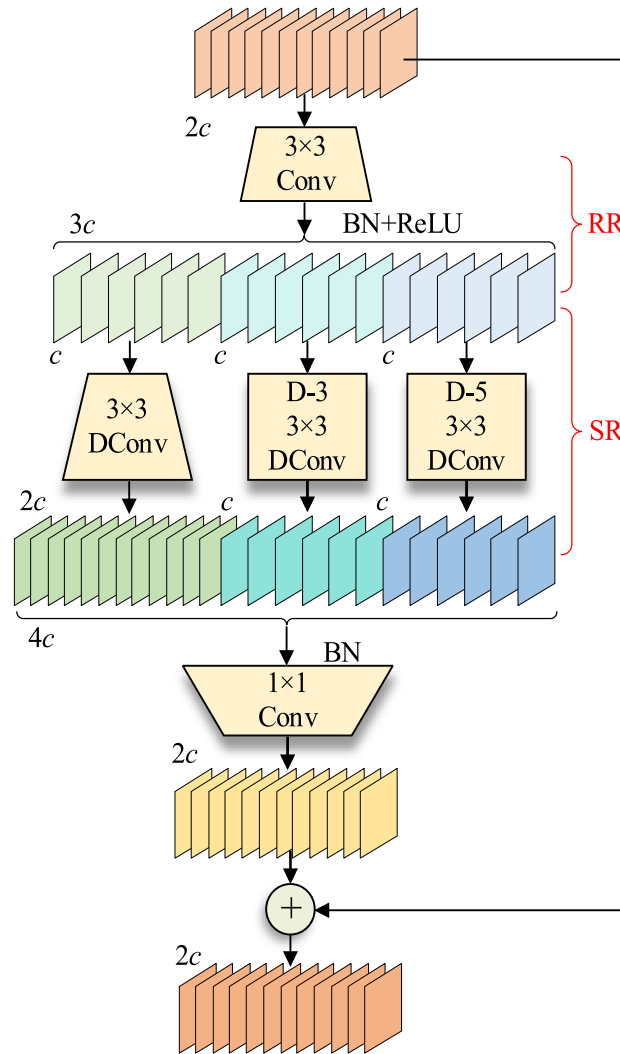 2c
3×3
Conv
3c
BN+ReLU
RR
c
c
c
3×3
DConv
D-3
3×3
DConv
D-5
3×3
DConv
SR
2c
c
c
4c
BN
1×1
Conv
2c
+
2c